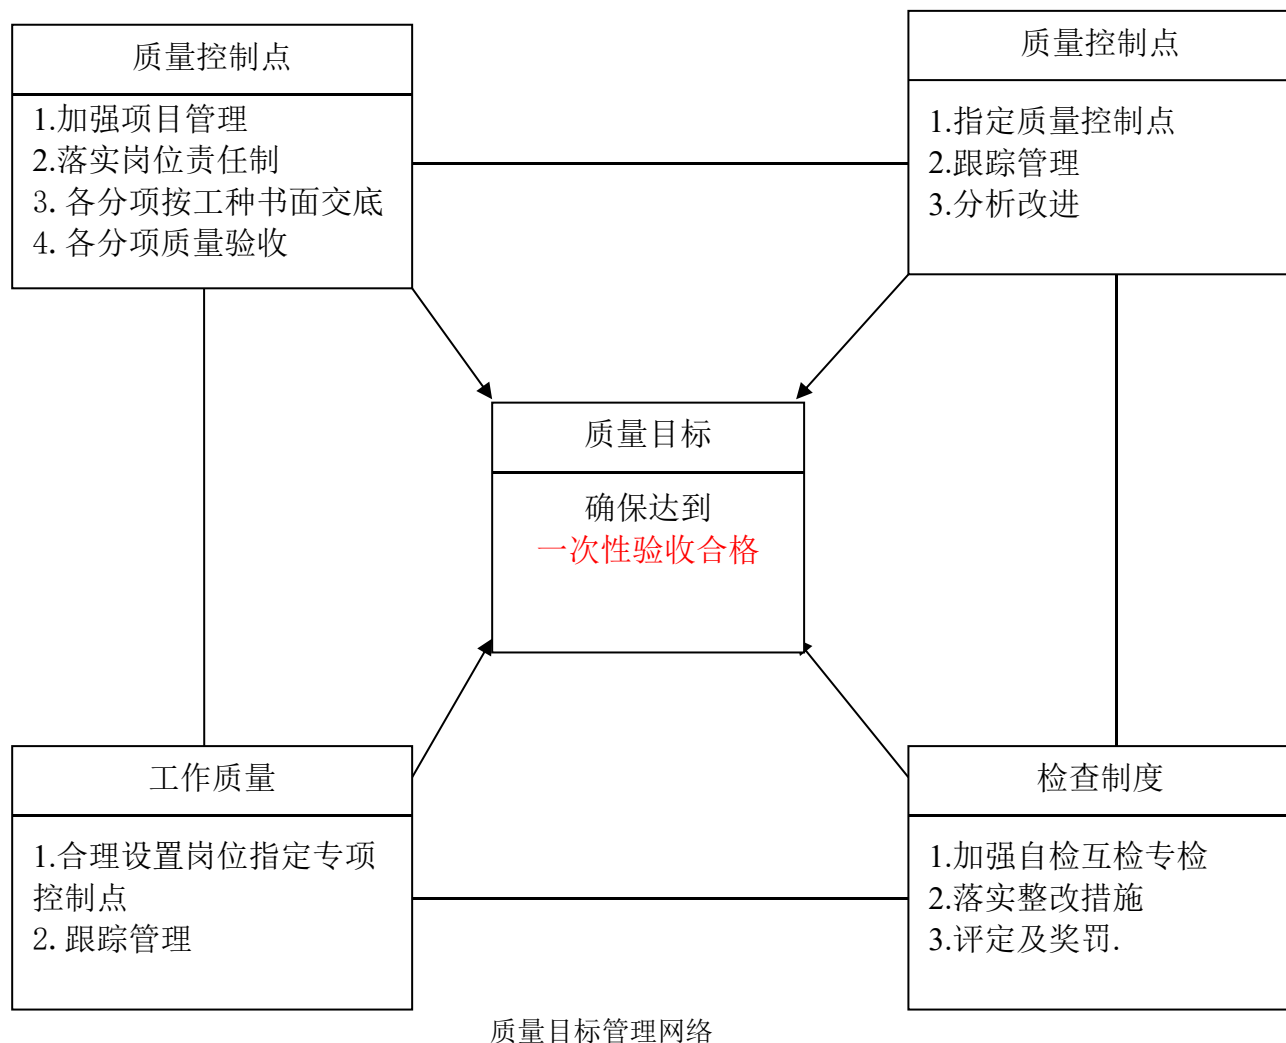 质量控制点
1.加强项目管理
2.落实岗位责任制
3. 各分项按工种书面交底
4. 各分项质量验收
质量控制点
1.指定质量控制点
2.跟踪管理
3.分析改进
质量目标
确保达到
一次性验收合格
工作质量
1.合理设置岗位指定专项
控制点
2. 跟踪管理
检查制度
1.加强自检互检专检
2.落实整改措施
3.评定及奖罚.
质量目标管理网络